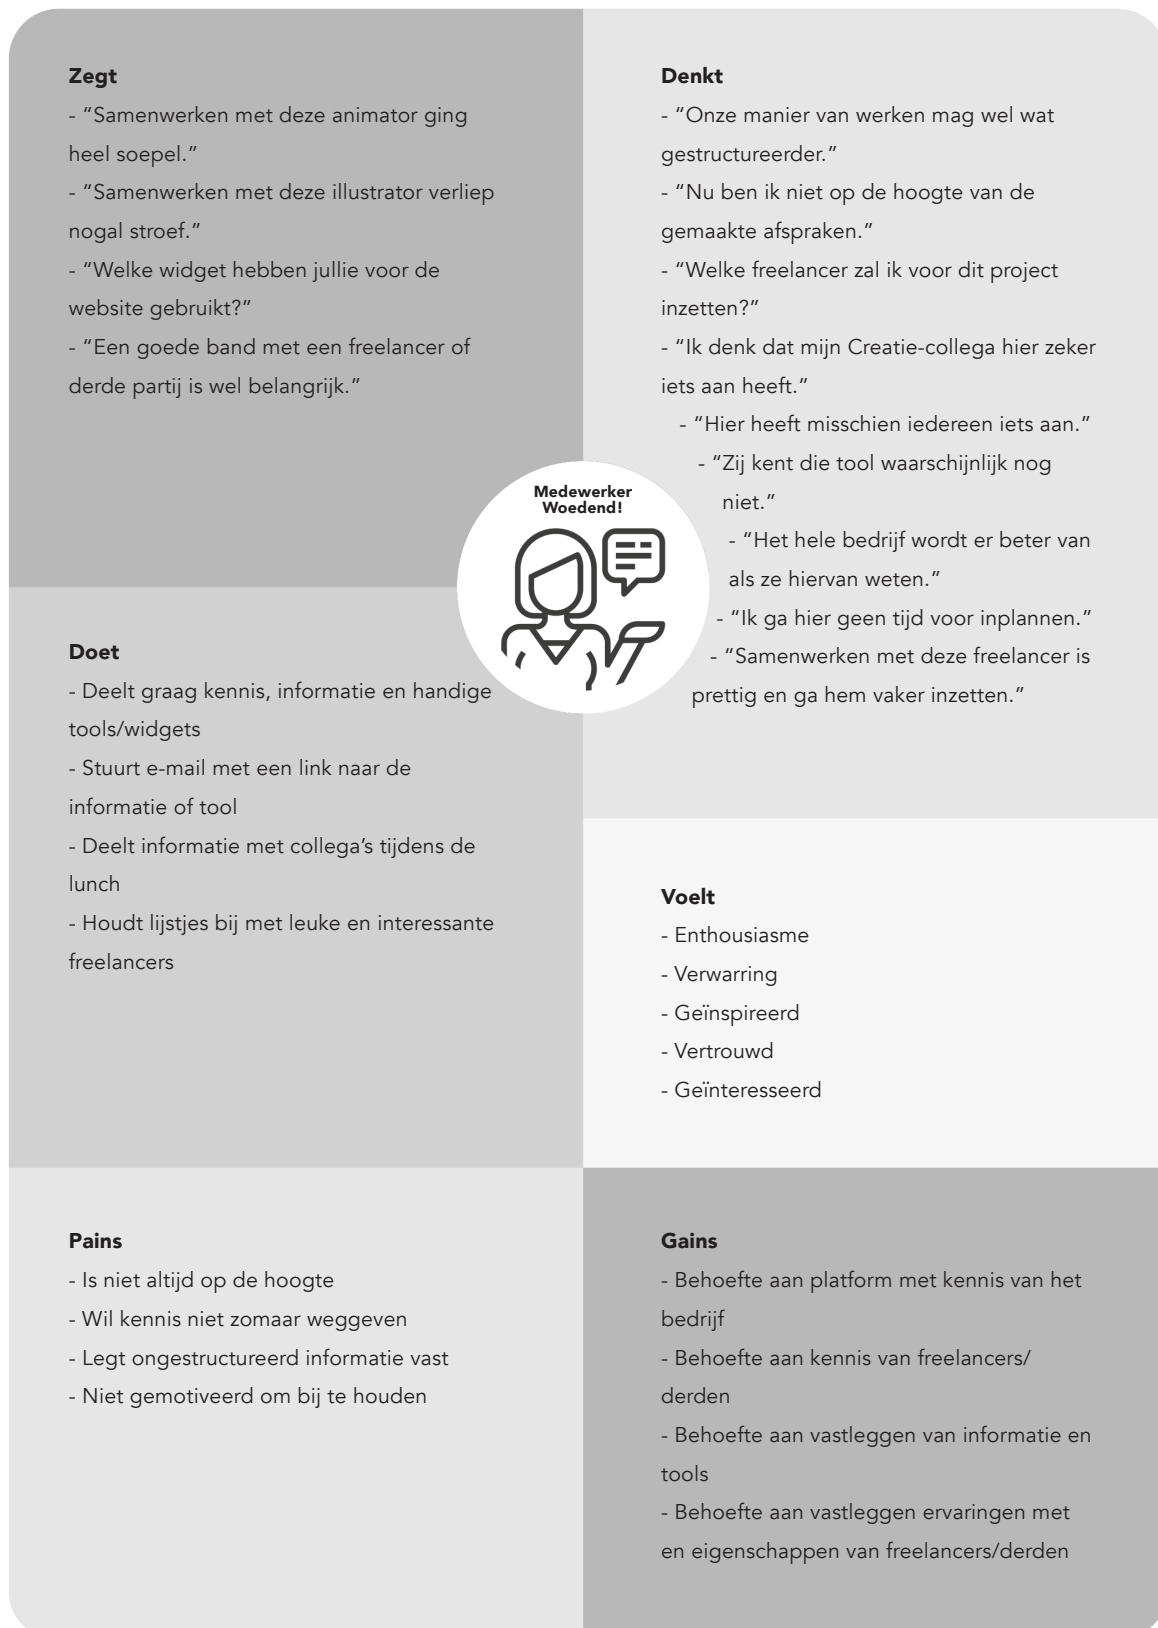 Zegt
- “Samenwerken met deze animator ging
heel soepel.”
- “Samenwerken met deze illustrator verliep
nogal stroef.”
- “Welke widget hebben jullie voor de
website gebruikt?”
- “Een goede band met een freelancer of
derde partij is wel belangrijk.”
Denkt
- “Onze manier van werken mag wel wat
gestructureerder.”
- “Nu ben ik niet op de hoogte van de
gemaakte afspraken.”
- “Welke freelancer zal ik voor dit project
inzetten?”
- “Ik denk dat mijn Creatie-collega hier zeker
iets aan heeft.”
- “Hier heeft misschien iedereen iets aan.”
- “Zij kent die tool waarschijnlijk nog
niet.”
- “Het hele bedrijf wordt er beter van
als ze hiervan weten.”
- “Ik ga hier geen tijd voor inplannen.”
- “Samenwerken met deze freelancer is
prettig en ga hem vaker inzetten.”
Medewerker
Woedend!
Doet
- Deelt graag kennis, informatie en handige
tools/widgets
- Stuurt e-mail met een link naar de
informatie of tool
- Deelt informatie met collega’s tijdens de
lunch
- Houdt lijstjes bij met leuke en interessante
freelancers
Voelt
- Enthousiasme
- Verwarring
- Geïnspireerd
- Vertrouwd
- Geïnteresseerd
Pains
- Is niet altijd op de hoogte
- Wil kennis niet zomaar weggeven
- Legt ongestructureerd informatie vast
- Niet gemotiveerd om bij te houden
Gains
- Behoefte aan platform met kennis van het
bedrijf
- Behoefte aan kennis van freelancers/
derden
- Behoefte aan vastleggen van informatie en
tools
- Behoefte aan vastleggen ervaringen met
en eigenschappen van freelancers/derden